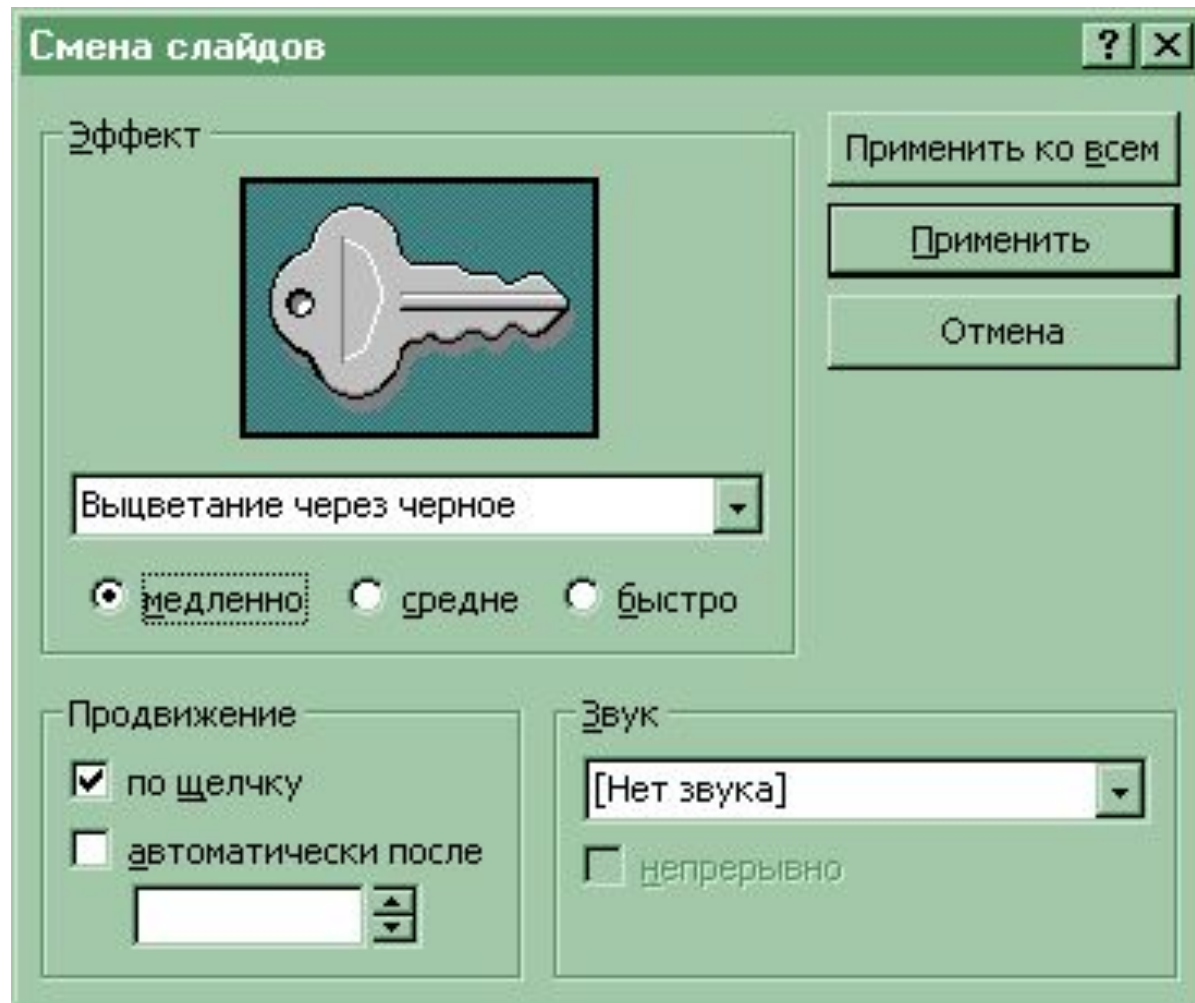 Смена слайдов
Эффект
Применить ко всем
Применить
Отмена
Выцветание через черное
медленно средне быстро
Продвижение
по щелчку
автоматически после
Звук
[Нет звука]
непрерывно